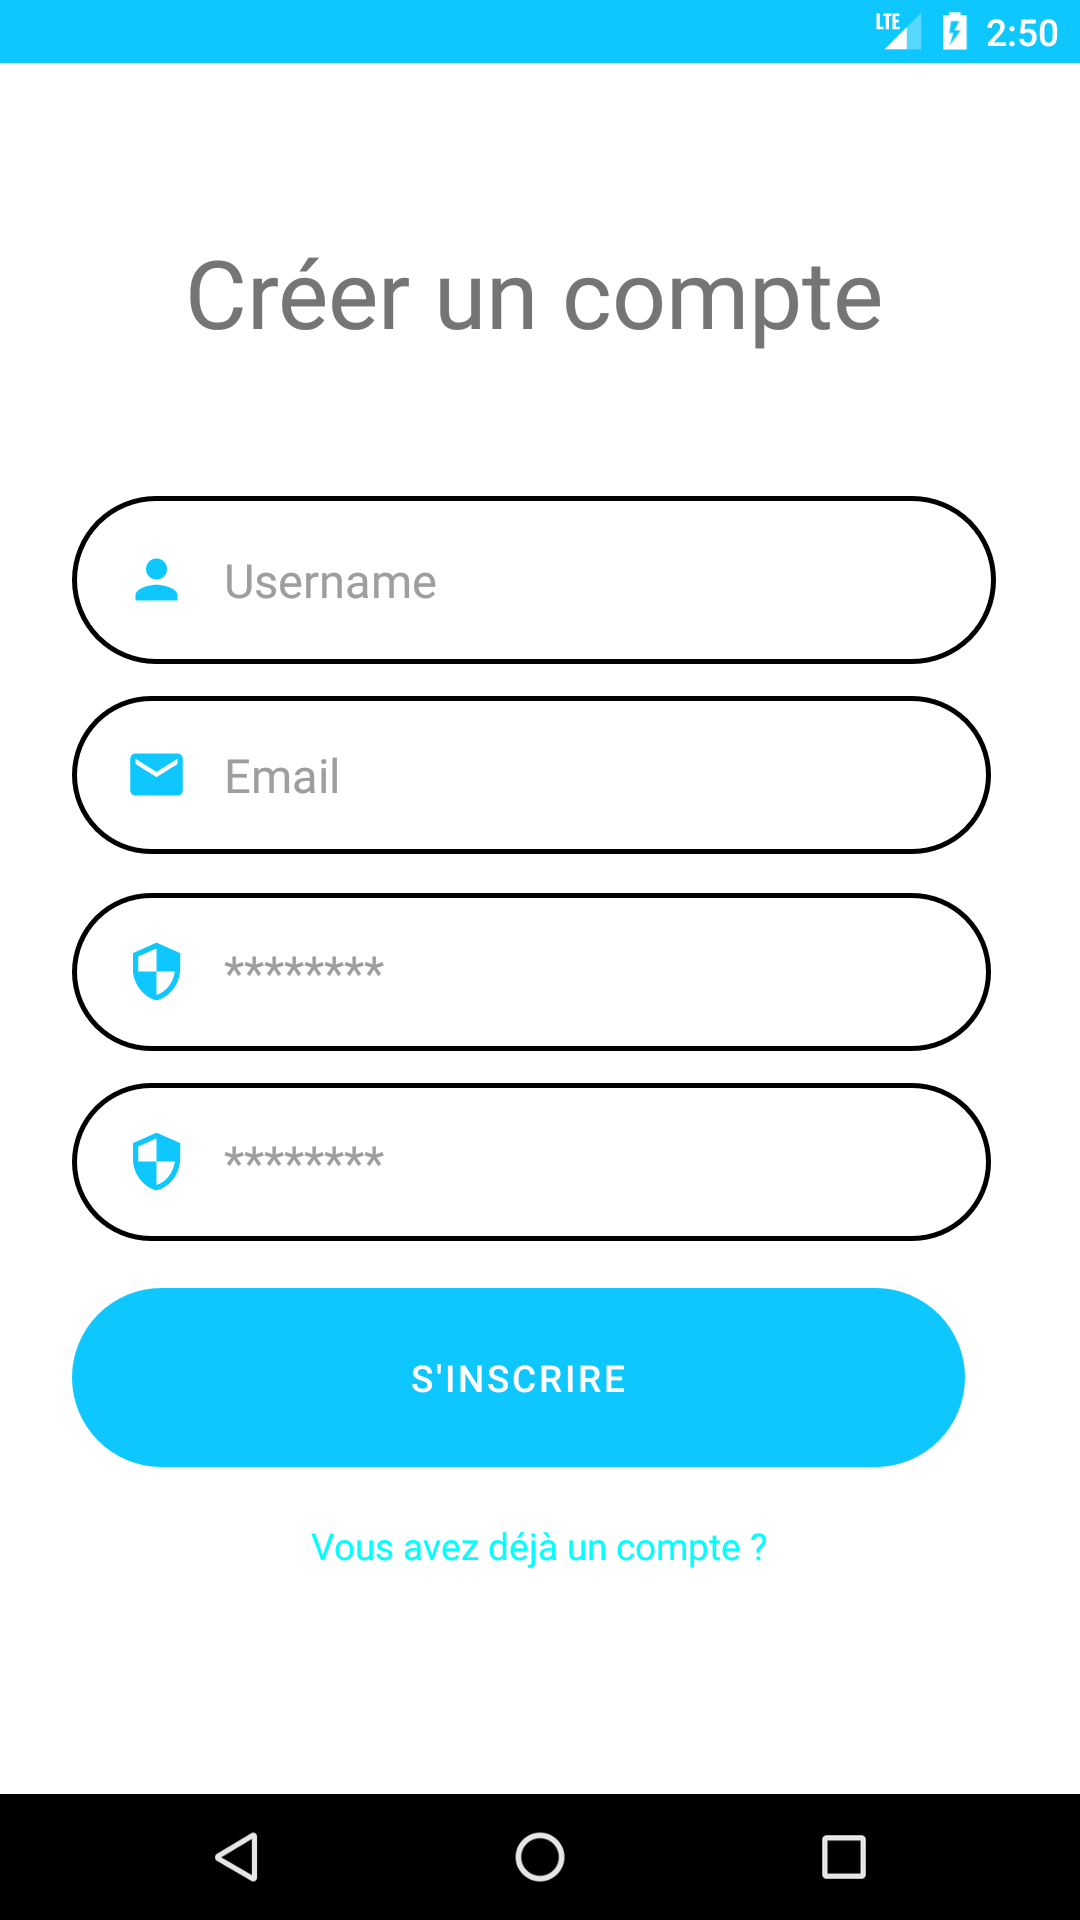 LTE 2:50
Créer un compte
Username
Email
********
********
S'INSCRIRE
Vous avez déjà un compte ?